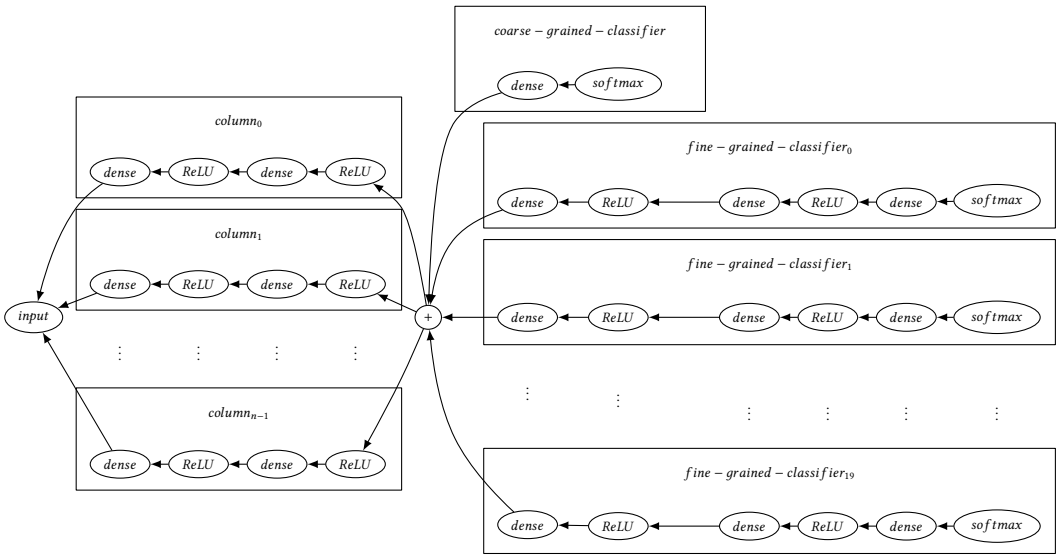 coarse − grained − classifier
dense softmax
column₀
dense ReLU dense ReLU
fine − grained − classifier₀
dense ReLU dense ReLU dense softmax
column₁
dense ReLU dense ReLU
fine − grained − classifier₁
input
+
dense ReLU dense ReLU dense softmax
⋮ ⋮ ⋮ ⋮
⋮ ⋮ ⋮ ⋮ ⋮ ⋮
columnₙ₋₁
dense ReLU dense ReLU
fine − grained − classifier₁₉
dense ReLU dense ReLU dense softmax